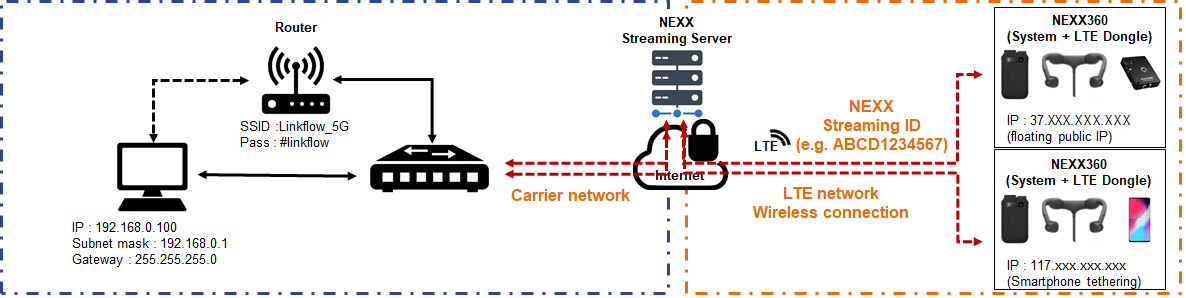 Router
SSID :Linkflow_5G
Pass : #linkflow
IP : 192.168.0.100
Subnet mask : 192.168.0.1
Gateway : 255.255.255.0
NEXX
Streaming Server
Internet
Carrier network
LTE
NEXX
Streaming ID
(e.g. ABCD1234567)
LTE network
Wireless connection
NEXX360
(System + LTE Dongle)
IP : 37.XXX.XXX.XXX
(floating public IP)
NEXX360
(System + LTE Dongle)
IP : 117.xxx.xxx.xxx
(Smartphone tethering)